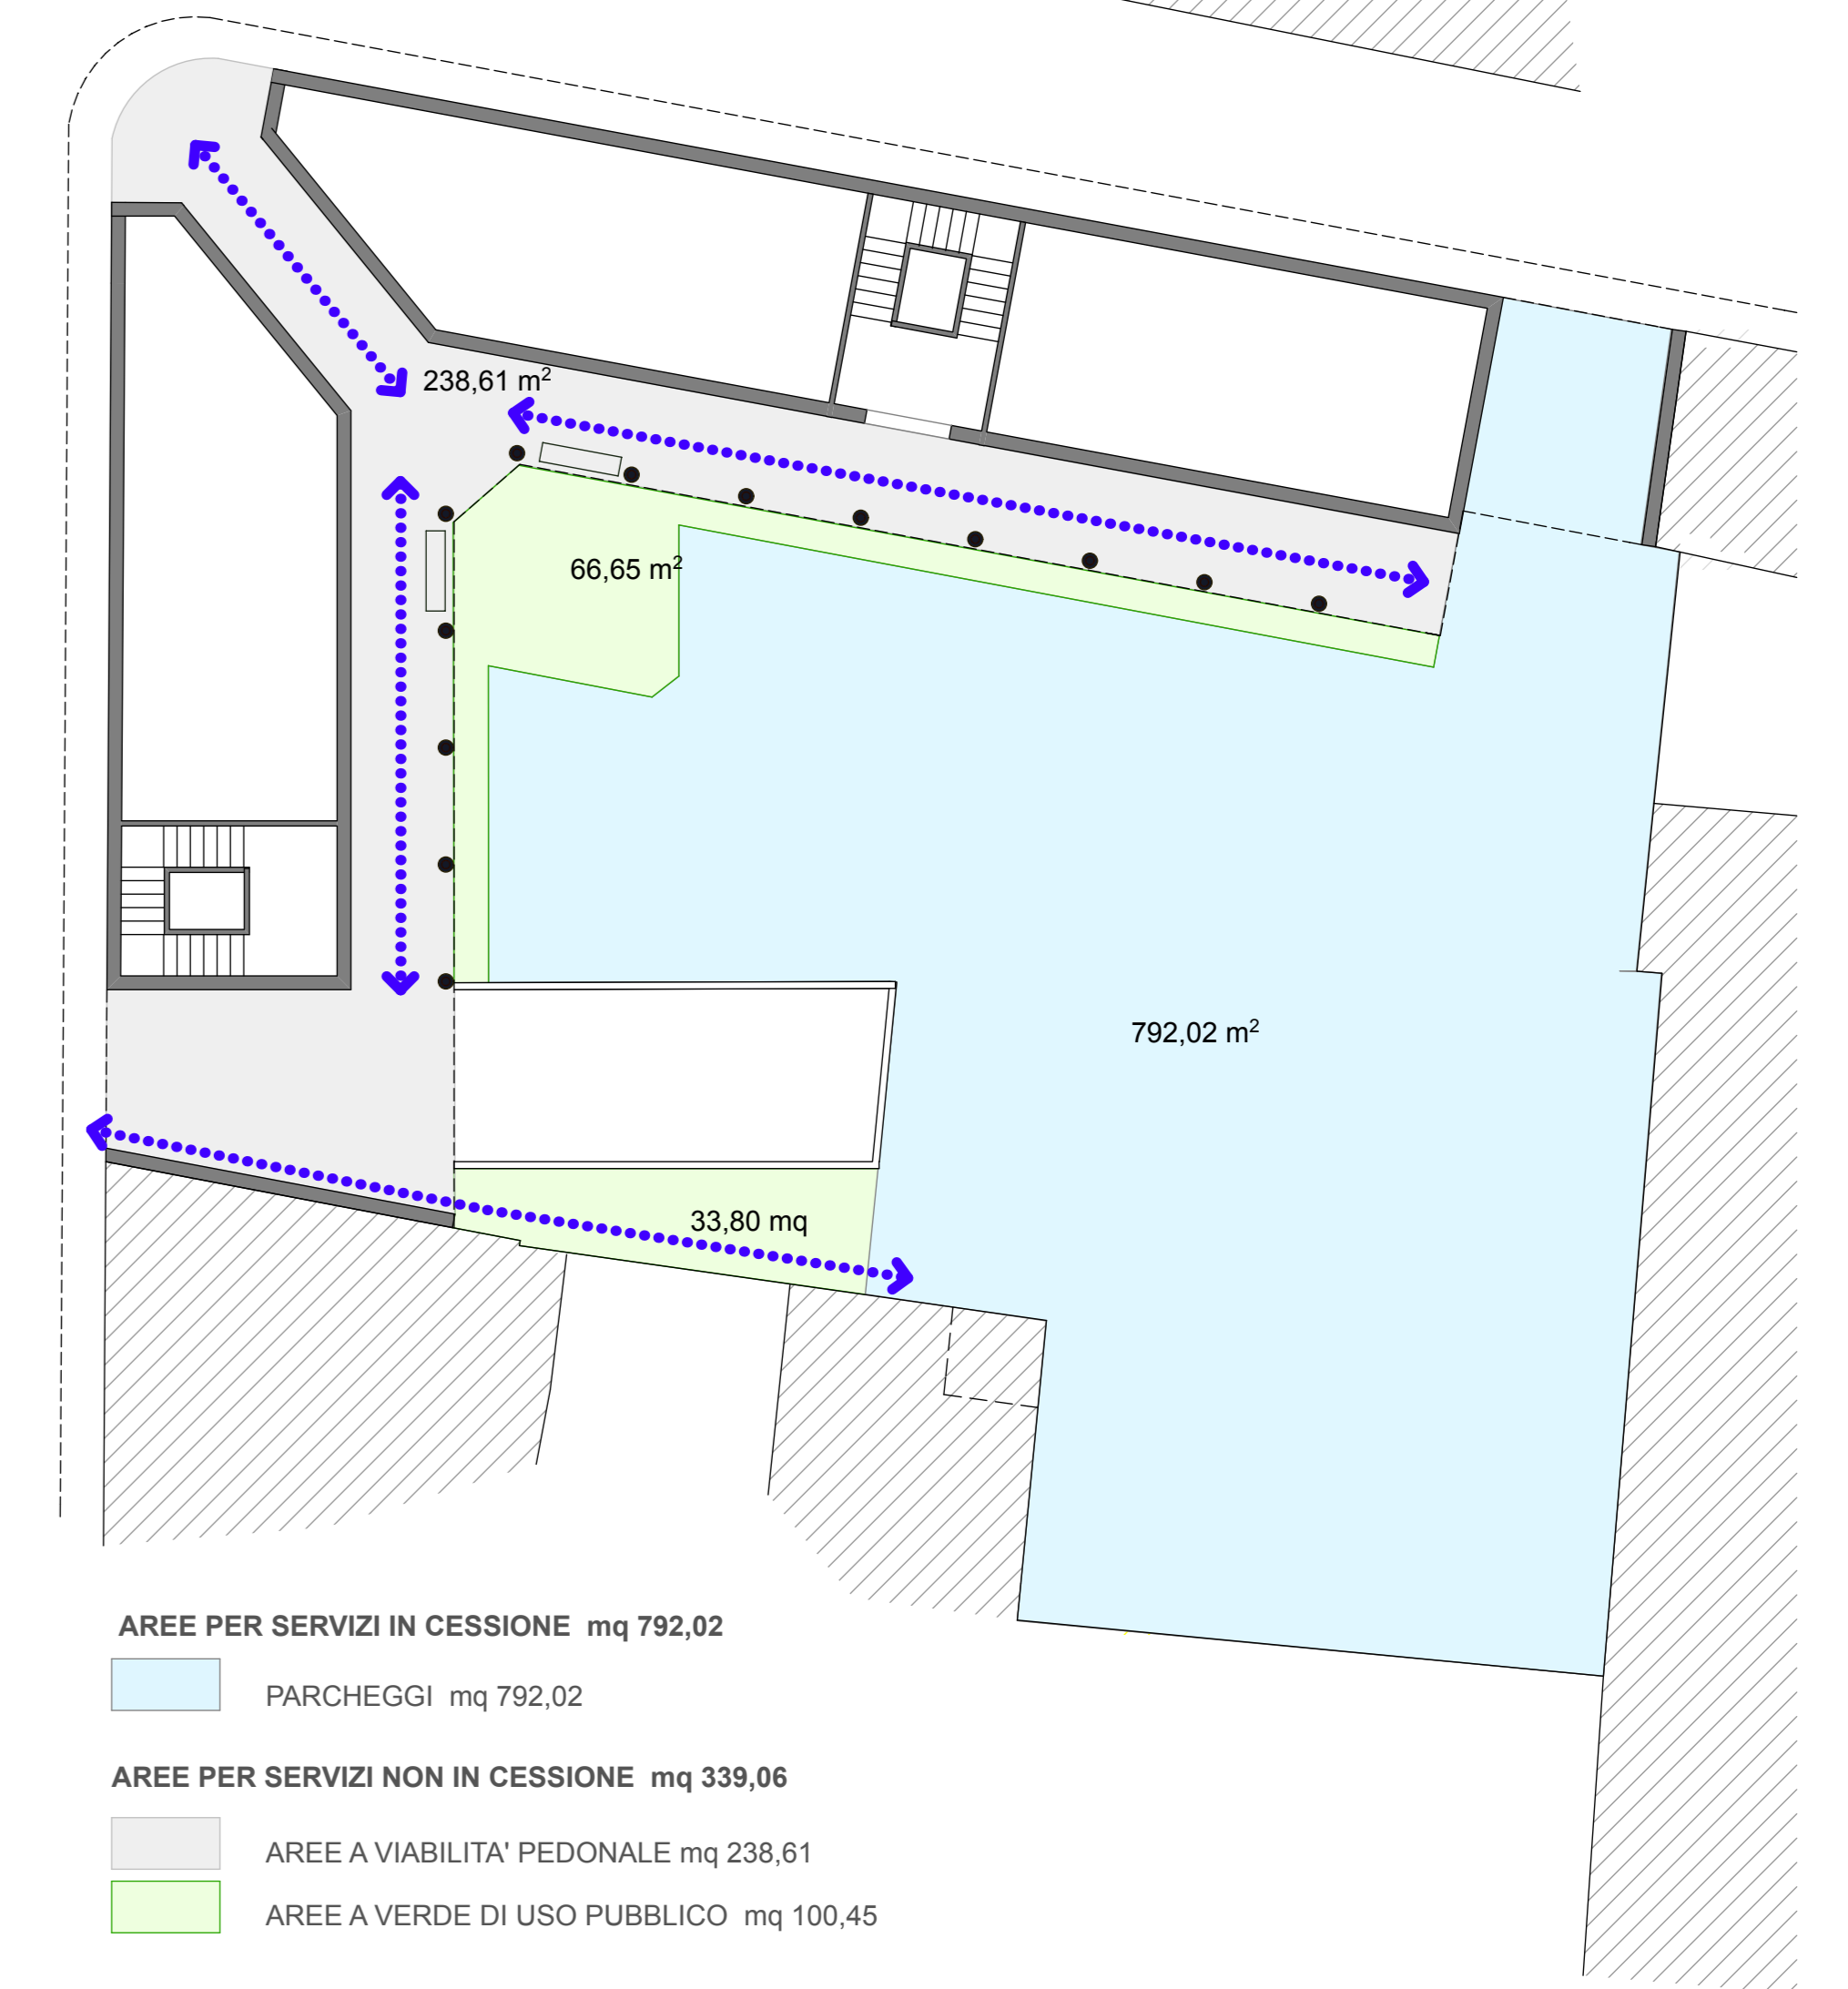 238,61 m²
66,65 m²
792,02 m²
33,80 mq
AREE PER SERVIZI IN CESSIONE mq 792,02
PARCHEGGI mq 792,02
AREE PER SERVIZI NON IN CESSIONE mq 339,06
AREE A VIABILITA' PEDONALE mq 238,61
AREE A VERDE DI USO PUBBLICO mq 100,45